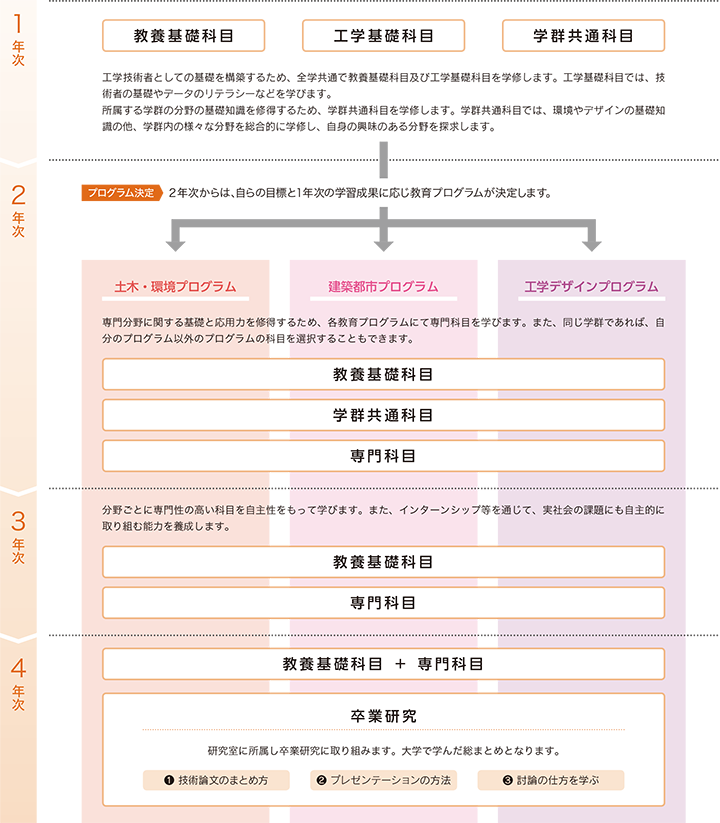 1
年次
教養基礎科目
工学基礎科目
学群共通科目
工学技術者としての基礎を構築するため、全学共通で教養基礎科目及び工学基礎科目を学修します。工学基礎科目では、技
術者の基礎やデータのリテラシーなどを学びます。
所属する学群の分野の基礎知識を修得するため、学群共通科目を学修します。学群共通科目では、環境やデザインの基礎知
識の他、学群内の様々な分野を総合的に学修し、自身の興味のある分野を探求します。
2
年次
プログラム決定
2年次からは、自らの目標と1年次の学習成果に応じ教育プログラムが決定します。
土木・環境プログラム
建築都市プログラム
工学デザインプログラム
専門分野に関する基礎と応用力を修得するため、各教育プログラムにて専門科目を学びます。また、同じ学群であれば、自
分のプログラム以外のプログラムの科目を選択することもできます。
教養基礎科目
学群共通科目
専門科目
3
年次
分野ごとに専門性の高い科目を自主性をもって学びます。また、インターンシップ等を通じて、実社会の課題にも自主的に
取り組む能力を養成します。
教養基礎科目
専門科目
4
年次
教養基礎科目 + 専門科目
卒業研究
研究室に所属し卒業研究に取り組みます。大学で学んだ総まとめとなります。
❶ 技術論文のまとめ方
❷ プレゼンテーションの方法
❸ 討論の仕方を学ぶ